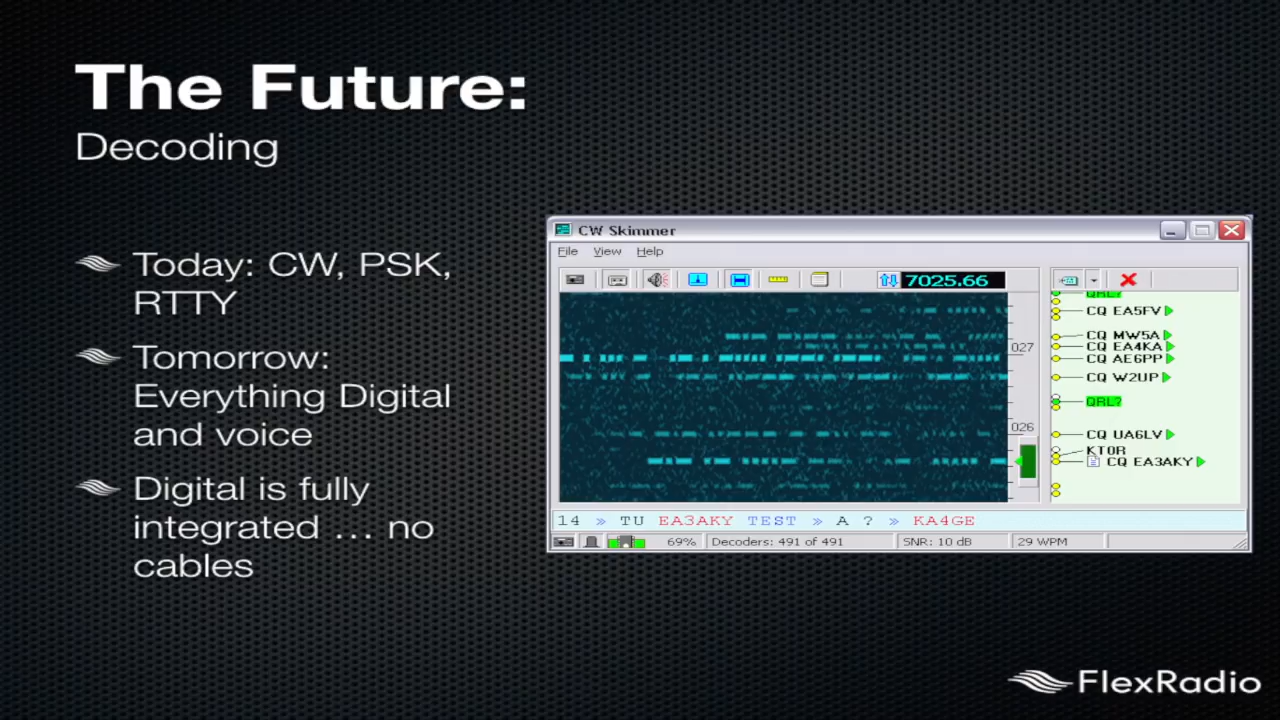 The Future:
Decoding
Today: CW, PSK,
RTTY
Tomorrow:
Everything Digital
and voice
Digital is fully
integrated … no
cables
CW Skimmer
File View Help
7025.66
QRL?
CQ EA5FV
CQ MW5A
027
CQ EA4KA
CQ AE6PP
CQ W2UP
QRL?
026
CQ UA6LV
KT0R
CQ EA3AKY
14 » TU EA3AKY TEST » A ? » KA4GE
69% Decoders: 491 of 491 SNR: 10 dB 29 WPM
FlexRadio